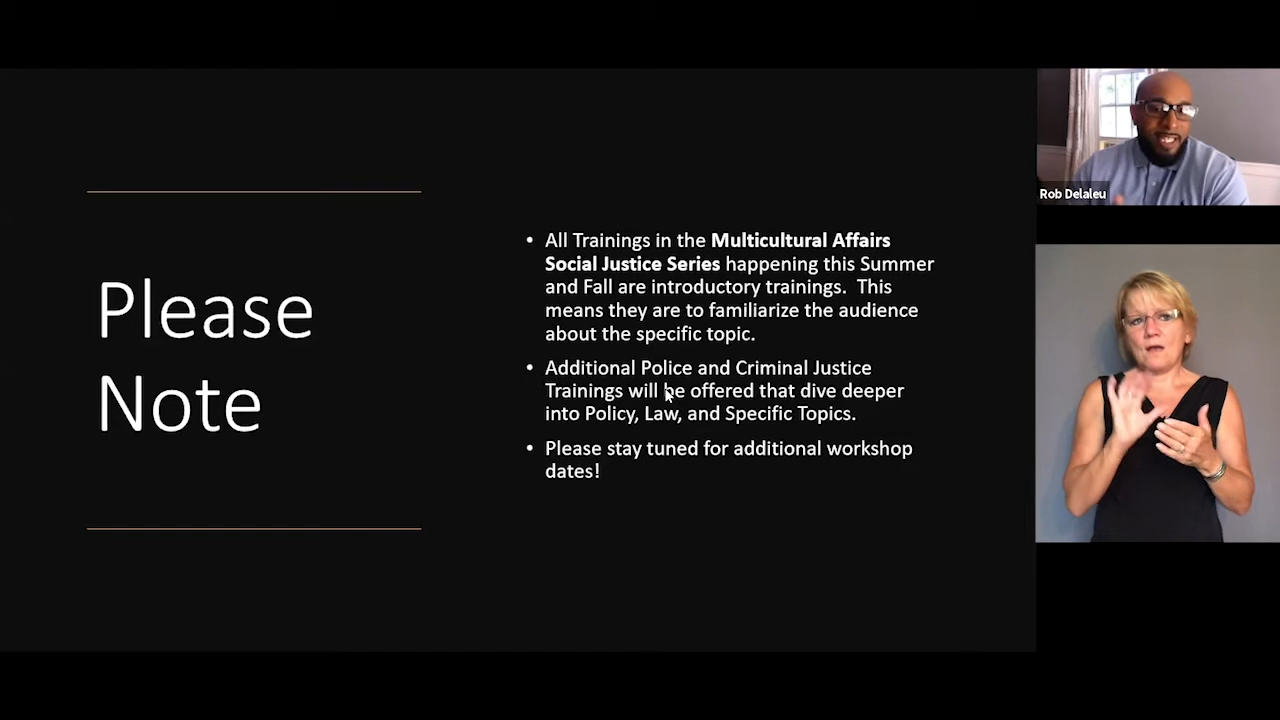 Please
Note
• All Trainings in the Multicultural Affairs
Social Justice Series happening this Summer
and Fall are introductory trainings.  This
means they are to familiarize the audience
about the specific topic.
• Additional Police and Criminal Justice
Trainings will be offered that dive deeper
into Policy, Law, and Specific Topics.
• Please stay tuned for additional workshop
dates!
Rob Delaleu